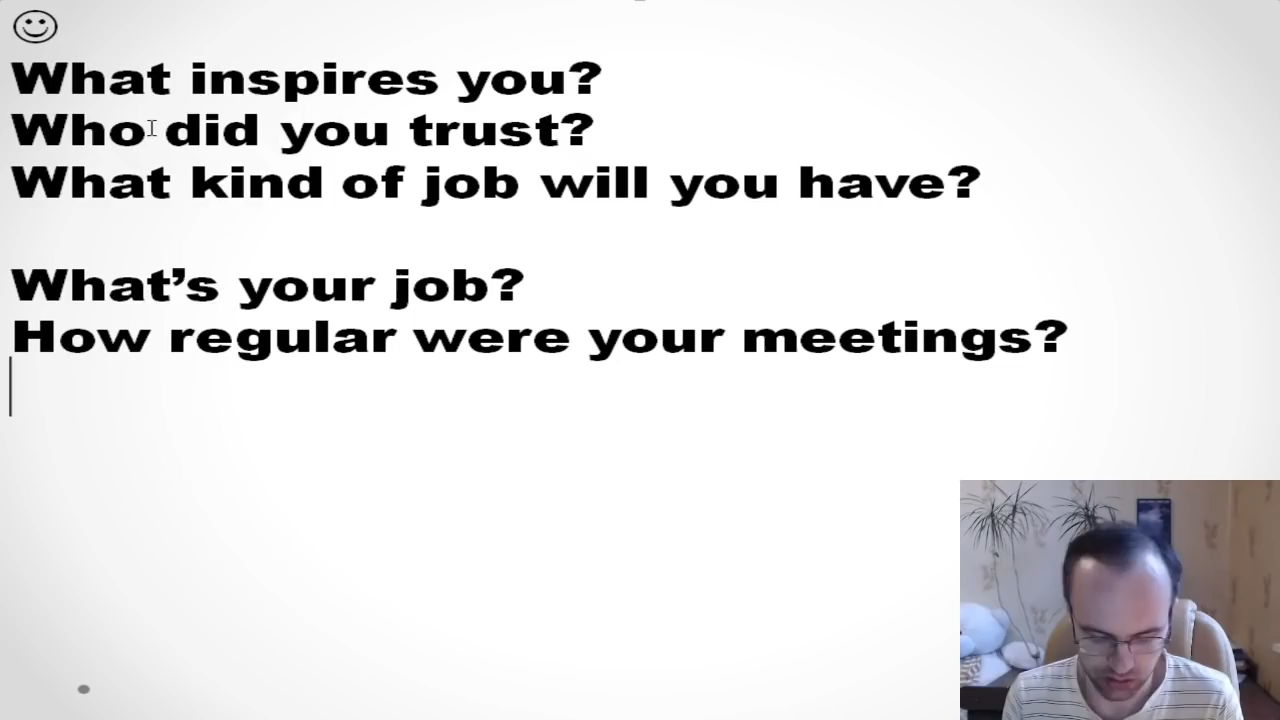 What inspires you?
Who did you trust?
What kind of job will you have?
What’s your job?
How regular were your meetings?